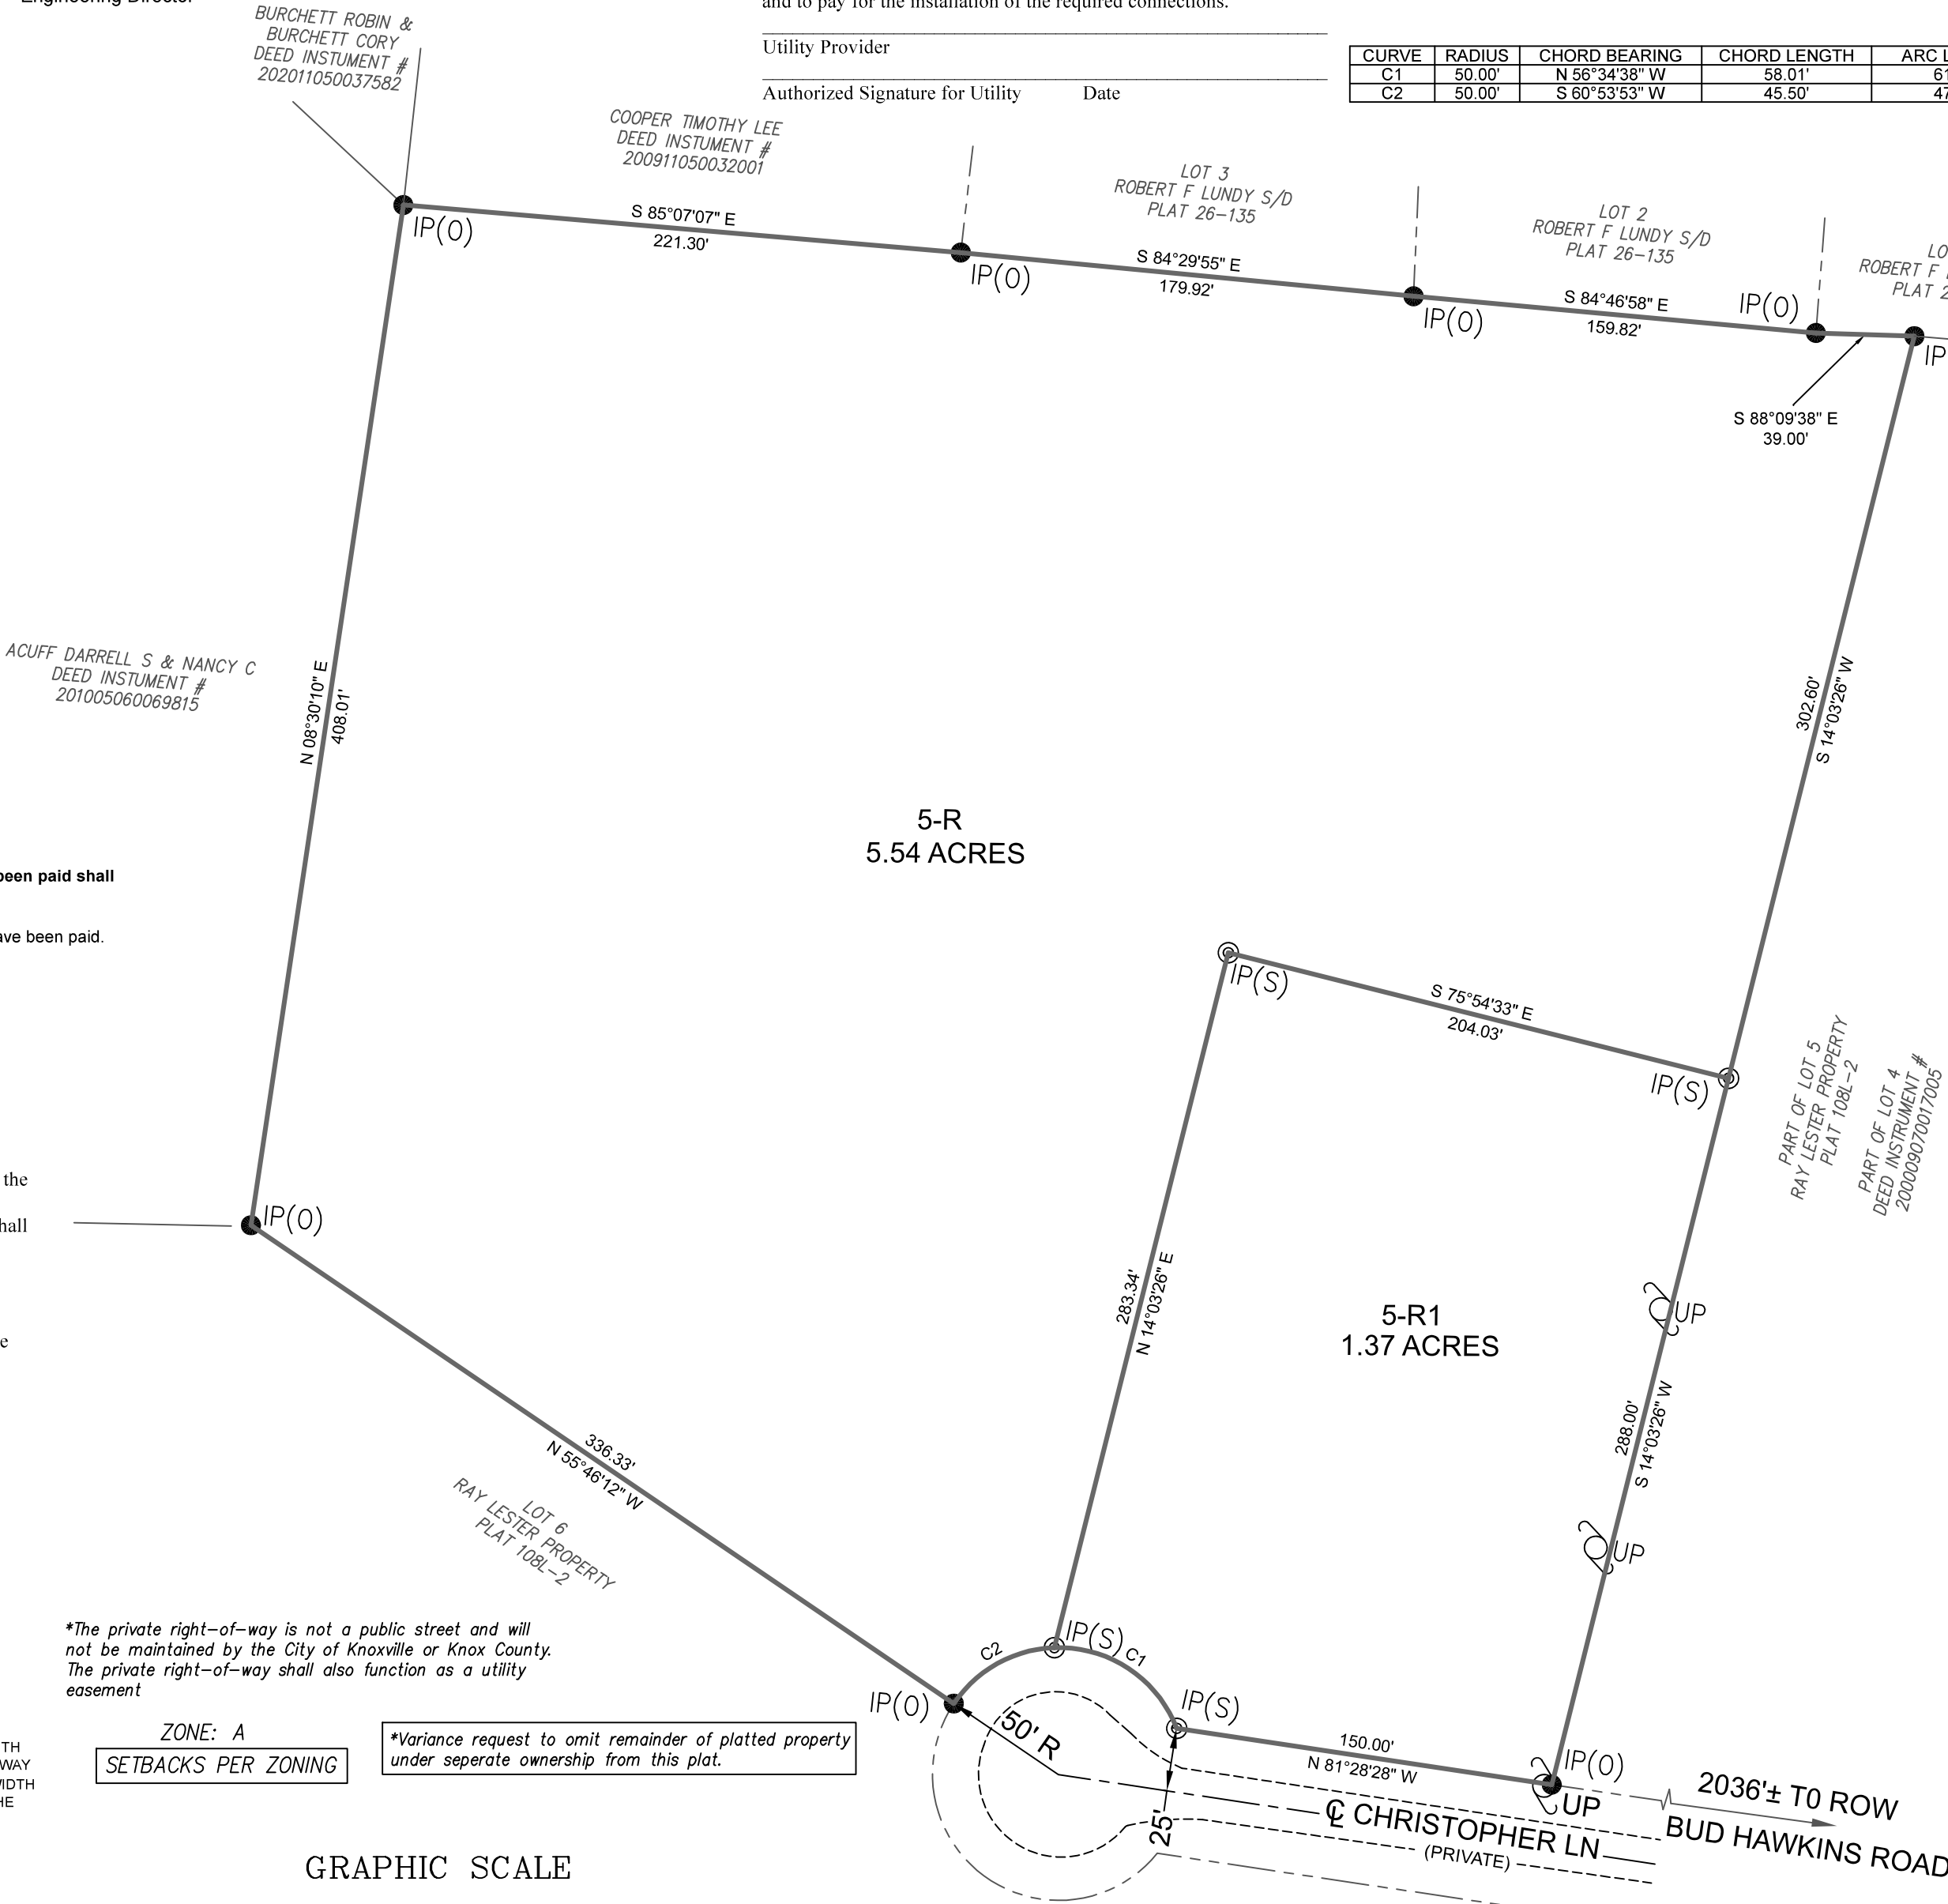 Engineering Director
and to pay for the installation of the required connections.
Utility Provider
Authorized Signature for Utility Date
CURVE RADIUS CHORD BEARING CHORD LENGTH ARC L
C1 50.00' N 56°34'38" W 58.01' 61
C2 50.00' S 60°53'53" W 45.50' 47
BURCHETT ROBIN &
BURCHETT CORY
DEED INSTUMENT #
202011050037582
COOPER TIMOTHY LEE
DEED INSTUMENT #
200911050032001
LOT 3
ROBERT F LUNDY S/D
PLAT 26-135
LOT 2
ROBERT F LUNDY S/D
PLAT 26-135
LO
ROBERT F
PLAT 2
IP(O)
S 85°07'07" E
221.30'
IP(O)
S 84°29'55" E
179.92'
IP(O)
S 84°46'58" E
159.82'
IP(O)
IP
S 88°09'38" E
39.00'
ACUFF DARRELL S & NANCY C
DEED INSTUMENT #
201005060069815
N 08°30'10" E
408.01'
302.60'
S 14°03'26" W
5-R
5.54 ACRES
been paid shall
ave been paid.
IP(S)
S 75°54'33" E
204.03'
IP(S)
PART OF LOT 5
RAY LESTER PROPERTY
PLAT 108L-2
PART OF LOT 4
DEED INSTRUMENT #
200009070017005
the
hall
IP(O)
283.34'
N 14°03'26" E
5-R1
1.37 ACRES
UP
e
288.00'
S 14°03'26" W
336.33'
N 55°46'12" W
LOT 6
RAY LESTER PROPERTY
PLAT 108L-2
UP
*The private right-of-way is not a public street and will
not be maintained by the City of Knoxville or Knox County.
The private right-of-way shall also function as a utility
easement
C2
IP(S)
C1
IP(O)
IP(S)
ZONE: A
SETBACKS PER ZONING
*Variance request to omit remainder of platted property
under seperate ownership from this plat.
TH
WAY
WIDTH
HE
50' R
25'
150.00'
N 81°28'28" W
IP(O)
UP
2036'± T0 ROW
BUD HAWKINS ROAD
℄ CHRISTOPHER LN
(PRIVATE)
GRAPHIC SCALE